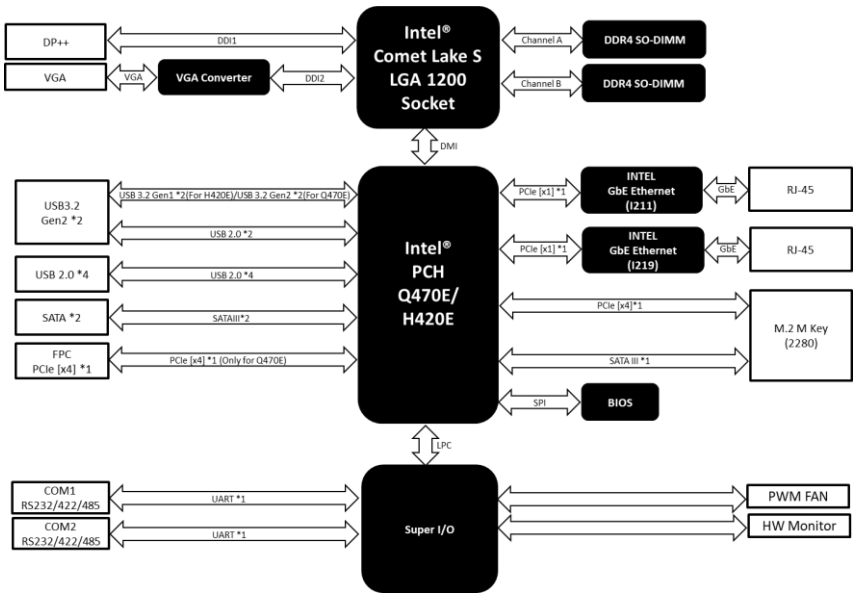 Intel®
Comet Lake S
LGA 1200
Socket
DP++
DDI1
VGA
VGA
VGA Converter
DDI2
Channel A
DDR4 SO-DIMM
Channel B
DDR4 SO-DIMM
DMI
USB3.2
Gen2 *2
USB 3.2 Gen1 *2(For H420E)/USB 3.2 Gen2 *2(For Q470E)
USB 2.0 *2
USB 2.0 *4
USB 2.0 *4
SATA *2
SATAIII*2
FPC
PCIe [x4] *1
PCIe [x4] *1 (Only for Q470E)
Intel®
PCH
Q470E/
H420E
PCIe [x1] *1
INTEL
GbE Ethernet
(I211)
GbE
RJ-45
PCIe [x1] *1
INTEL
GbE Ethernet
(I219)
GbE
RJ-45
PCIe [x4]*1
SATA III *1
M.2 M Key
(2280)
SPI
BIOS
LPC
COM1
RS232/422/485
UART *1
COM2
RS232/422/485
UART *1
Super I/O
PWM FAN
HW Monitor